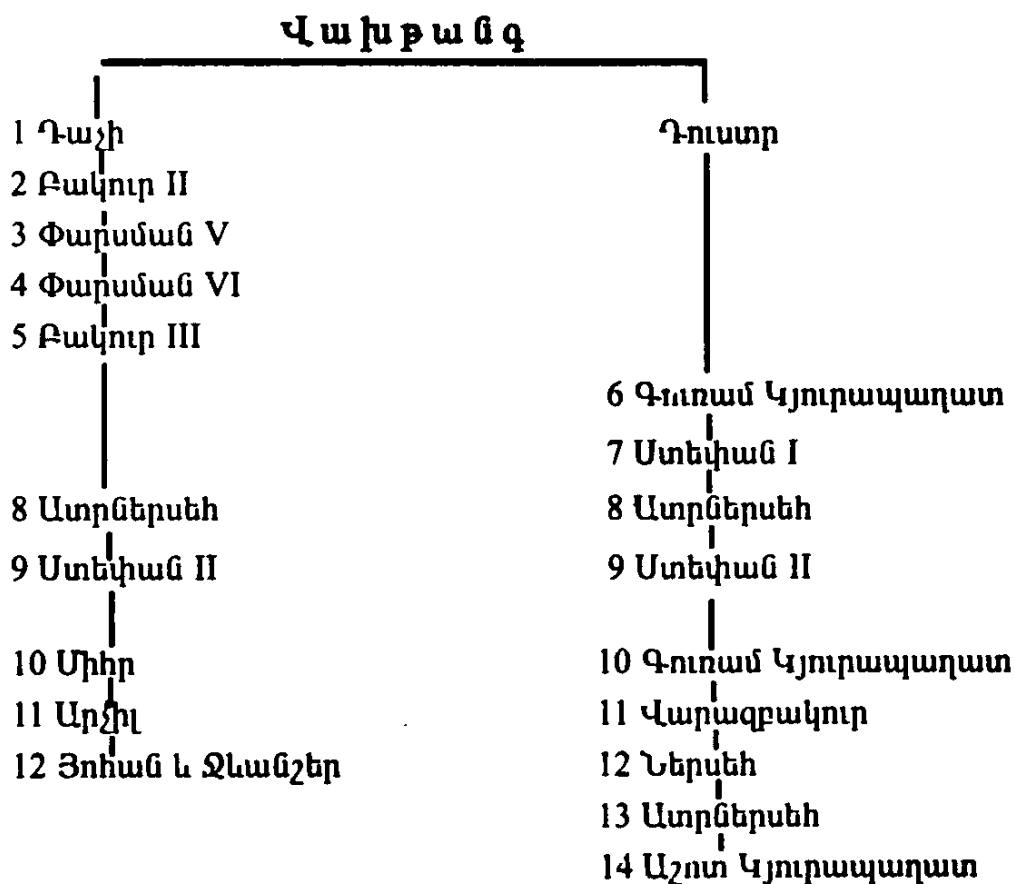 Վախթանգ
1 Դաչի
Դուստր
2 Բակուր II
3 Փարսման V
4 Փարսման VI
5 Բակուր III
6 Գուռամ Կյուրապաղատ
7 Ստեփան I
8 Ատրներսեհ
8 Ատրներսեհ
9 Ստեփան II
9 Ստեփան II
10 Միհր
10 Գուռամ Կյուրապաղատ
11 Արչիլ
11 Վարազբակուր
12 Յոհան և Ջևանշեր
12 Ներսեհ
13 Ատրներսեհ
14 Աշոտ Կյուրապաղատ